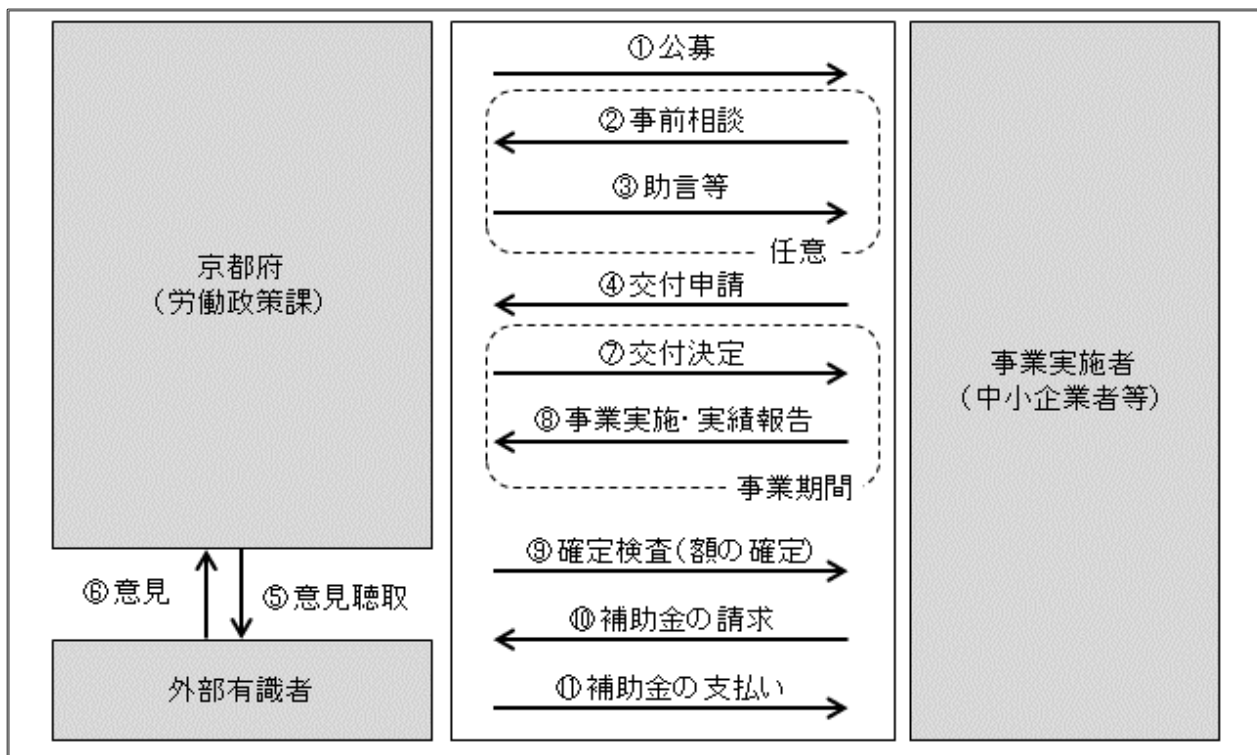 京都府
(労働政策課)
⑥意見
⑤意見聴取
外部有識者
①公募
②事前相談
③助言等
任意
④交付申請
⑦交付決定
⑧事業実施・実績報告
事業期間
⑨確定検査(額の確定)
⑩補助金の請求
⑪補助金の支払い
事業実施者
(中小企業者等)